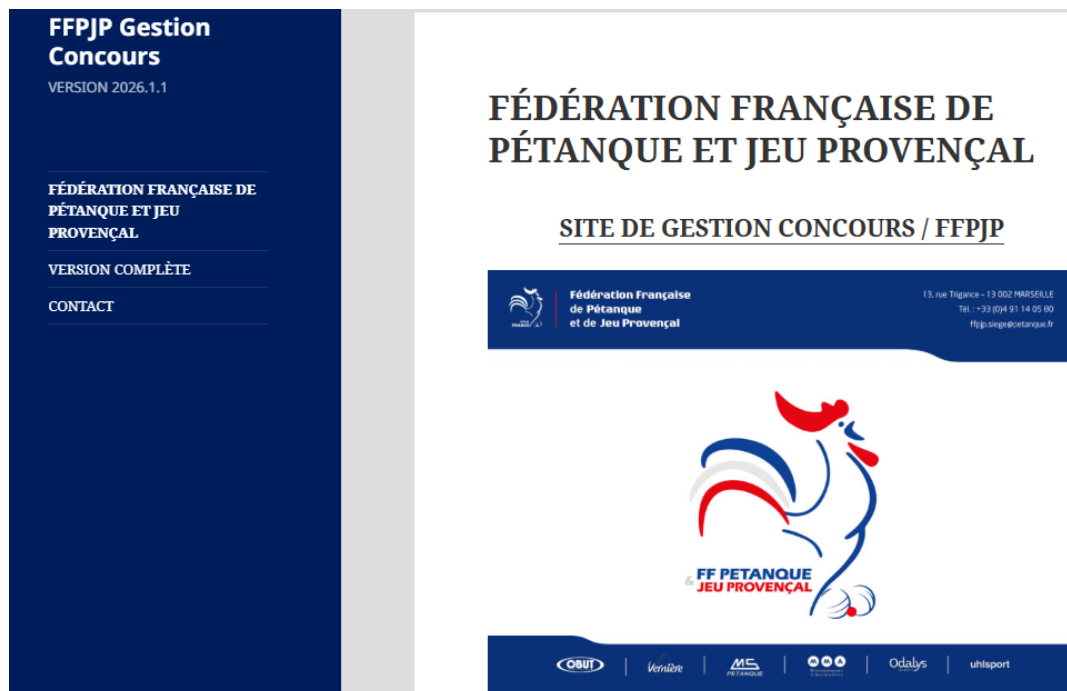 FFPJP Gestion
Concours
VERSION 2026.1.1
FÉDÉRATION FRANÇAISE DE
PÉTANQUE ET JEU
PROVENÇAL
VERSION COMPLÈTE
CONTACT
FÉDÉRATION FRANÇAISE DE
PÉTANQUE ET JEU PROVENÇAL
SITE DE GESTION CONCOURS / FFPJP
Fédération Française
de Pétanque
et de Jeu Provençal
13, rue Trigance - 13 002 MARSEILLE
Tél. : +33 (0)4 91 14 05 80
ffpjp.siege@petanque.fr
FF PETANQUE
& JEU PROVENÇAL
OBUT
Vernière
MS
PETANQUE
MMA
Odalys
uhlsport